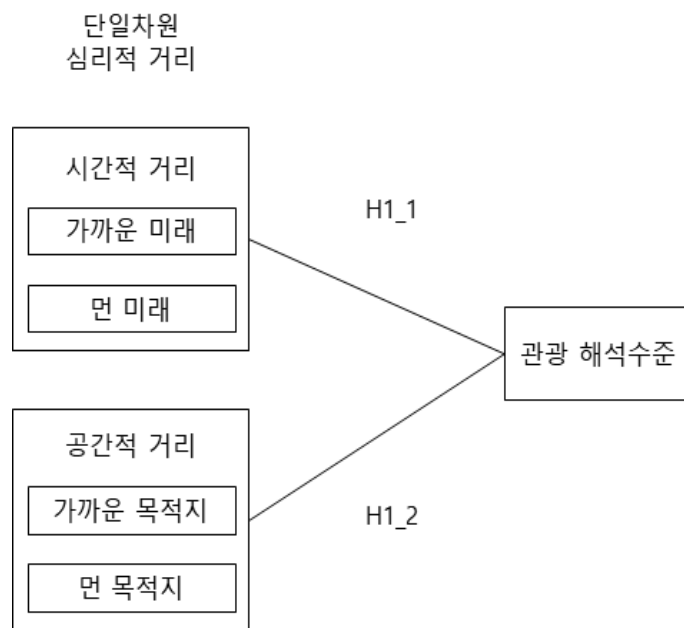 단일차원
심리적 거리
시간적 거리
가까운 미래
먼 미래
H1_1
관광 해석수준
공간적 거리
가까운 목적지
먼 목적지
H1_2